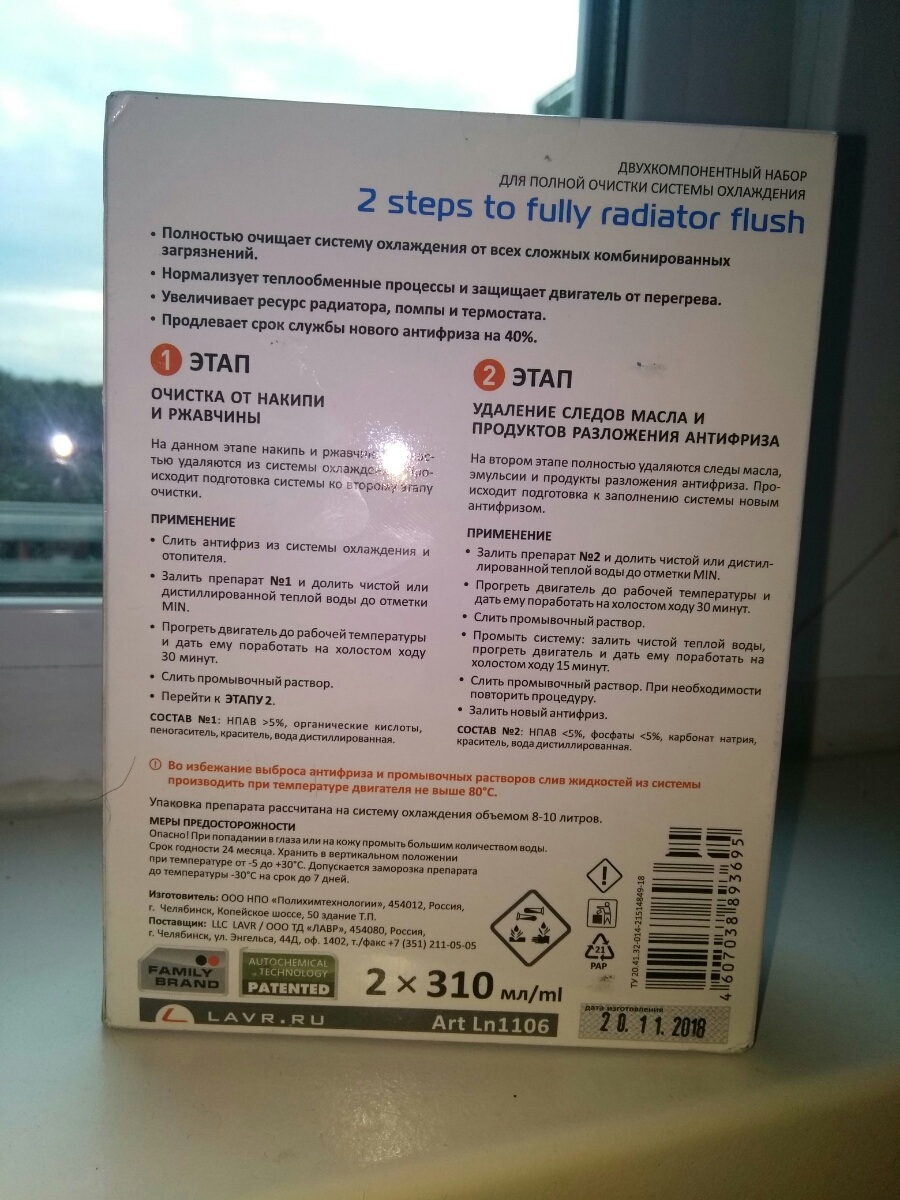 ДВУХКОМПОНЕНТНЫЙ НАБОР
ДЛЯ ПОЛНОЙ ОЧИСТКИ СИСТЕМЫ ОХЛАЖДЕНИЯ
2 steps to fully radiator flush
• Полностью очищает систему охлаждения от всех сложных комбинированных
загрязнений.
• Нормализует теплообменные процессы и защищает двигатель от перегрева.
• Увеличивает ресурс радиатора, помпы и термостата.
• Продлевает срок службы нового антифриза на 40%.
1 ЭТАП
ОЧИСТКА ОТ НАКИПИ
И РЖАВЧИНЫ
На данном этапе накипь и
тью удаляются из системы
исходит подготовка системы ко второму этапу
очистки.
ПРИМЕНЕНИЕ
• Слить антифриз из системы охлаждения и
отопителя.
• Залить препарат №1 и долить чистой или
дистиллированной теплой воды до отметки
MIN.
• Прогреть двигатель до рабочей температуры
и дать ему поработать на холостом ходу
30 минут.
• Слить промывочный раствор.
• Перейти к ЭТАПУ 2.
СОСТАВ №1: НПАВ >5%, органические кислоты,
пеногаситель, краситель, вода дистиллированная.
2 ЭТАП
УДАЛЕНИЕ СЛЕДОВ МАСЛА И
ПРОДУКТОВ РАЗЛОЖЕНИЯ АНТИФРИЗА
На втором этапе полностью удаляются следы масла,
эмульсии и продукты разложения антифриза. Про-
исходит подготовка к заполнению системы новым
антифризом.
ПРИМЕНЕНИЕ
• Залить препарат №2 и долить чистой или дистил-
лированной теплой воды до отметки MIN.
• Прогреть двигатель до рабочей температуры и
дать ему поработать на холостом ходу 30 минут.
• Слить промывочный раствор.
• Промыть систему: залить чистой теплой воды,
прогреть двигатель и дать ему поработать на
холостом ходу 15 минут.
• Слить промывочный раствор. При необходимости
повторить процедуру.
• Залить новый антифриз.
СОСТАВ №2: НПАВ <5%, фосфаты <5%, карбонат натрия,
краситель, вода дистиллированная.
Во избежание выброса антифриза и промывочных растворов слив жидкостей из системы
производить при температуре двигателя не выше 80°С.
Упаковка препарата рассчитана на систему охлаждения объемом 8-10 литров.
МЕРЫ ПРЕДОСТОРОЖНОСТИ
Опасно! При попадании в глаза или на кожу промыть большим количеством воды.
Срок годности 24 месяца. Хранить в вертикальном положении
при температуре от -5 до +30°С. Допускается заморозка препарата
до температуры -30°С на срок до 7 дней.
Изготовитель: ООО НПО «Полихимтехнологии», 454012, Россия,
г. Челябинск, Копейское шоссе, 50 здание Т.П.
Поставщик: LLC LAVR / ООО ТД «ЛАВР», 454080, Россия,
г. Челябинск, ул. Энгельса, 44Д, оф. 1402, т./факс +7 (351) 211-05-05
FAMILY
BRAND
AUTOCHEMICAL
TECHNOLOGY
PATENTED
2 × 310 мл/ml
21
PAP
ТУ 20.41.32-014-21514849-18
4 607038 893695
LAVR.RU
Art Ln1106
дата изготовления
20.11.2018